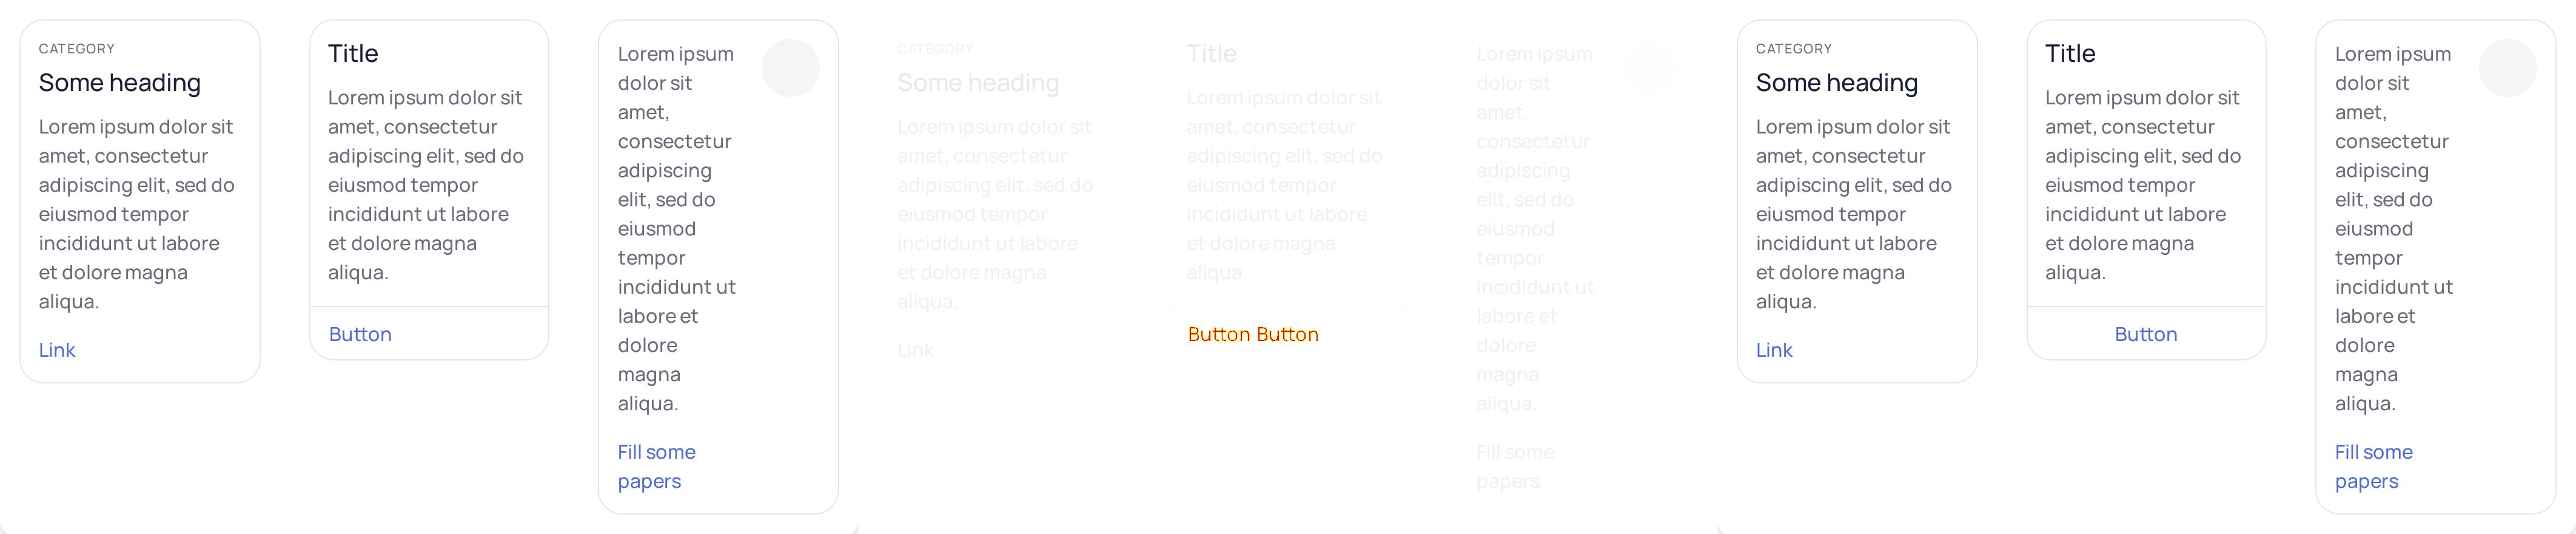 CATEGORY
Some heading
Lorem ipsum dolor sit
amet, consectetur
adipiscing elit, sed do
eiusmod tempor
incididunt ut labore
et dolore magna
aliqua.
Link
Title
Lorem ipsum dolor sit
amet, consectetur
adipiscing elit, sed do
eiusmod tempor
incididunt ut labore
et dolore magna
aliqua.
Button
Lorem ipsum
dolor sit
amet,
consectetur
adipiscing
elit, sed do
eiusmod
tempor
incididunt ut
labore et
dolore
magna
aliqua.
Fill some
papers
CATEGORY
Some heading
Lorem ipsum dolor sit
amet, consectetur
adipiscing elit, sed do
eiusmod tempor
incididunt ut labore
et dolore magna
aliqua.
Link
Title
Lorem ipsum dolor sit
amet, consectetur
adipiscing elit, sed do
eiusmod tempor
incididunt ut labore
et dolore magna
aliqua.
Button Button
Lorem ipsum
dolor sit
amet,
consectetur
adipiscing
elit, sed do
eiusmod
tempor
incididunt ut
labore et
dolore
magna
aliqua.
Fill some
papers
CATEGORY
Some heading
Lorem ipsum dolor sit
amet, consectetur
adipiscing elit, sed do
eiusmod tempor
incididunt ut labore
et dolore magna
aliqua.
Link
Title
Lorem ipsum dolor sit
amet, consectetur
adipiscing elit, sed do
eiusmod tempor
incididunt ut labore
et dolore magna
aliqua.
Button
Lorem ipsum
dolor sit
amet,
consectetur
adipiscing
elit, sed do
eiusmod
tempor
incididunt ut
labore et
dolore
magna
aliqua.
Fill some
papers